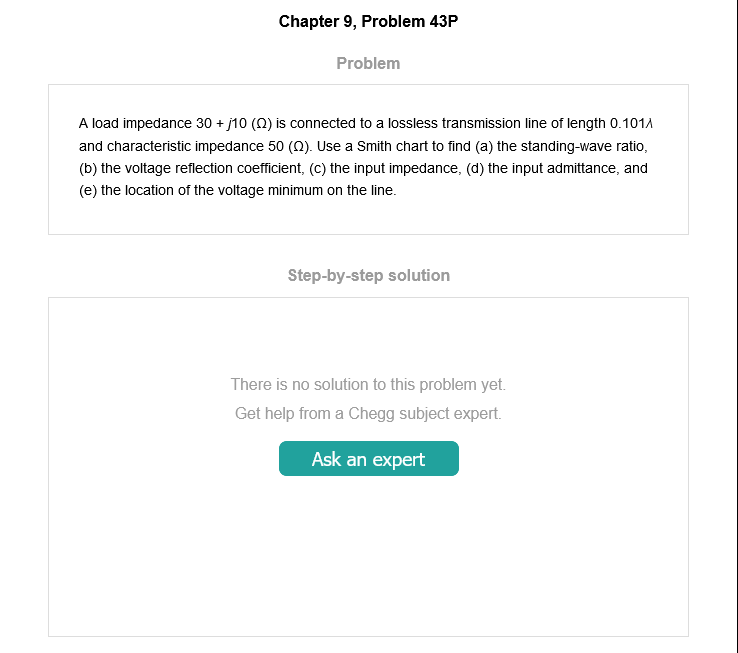 Chapter 9, Problem 43P
Problem
A load impedance 30 + j10 (Ω) is connected to a lossless transmission line of length 0.101λ
and characteristic impedance 50 (Ω). Use a Smith chart to find (a) the standing-wave ratio,
(b) the voltage reflection coefficient, (c) the input impedance, (d) the input admittance, and
(e) the location of the voltage minimum on the line.
Step-by-step solution
There is no solution to this problem yet.
Get help from a Chegg subject expert.
Ask an expert